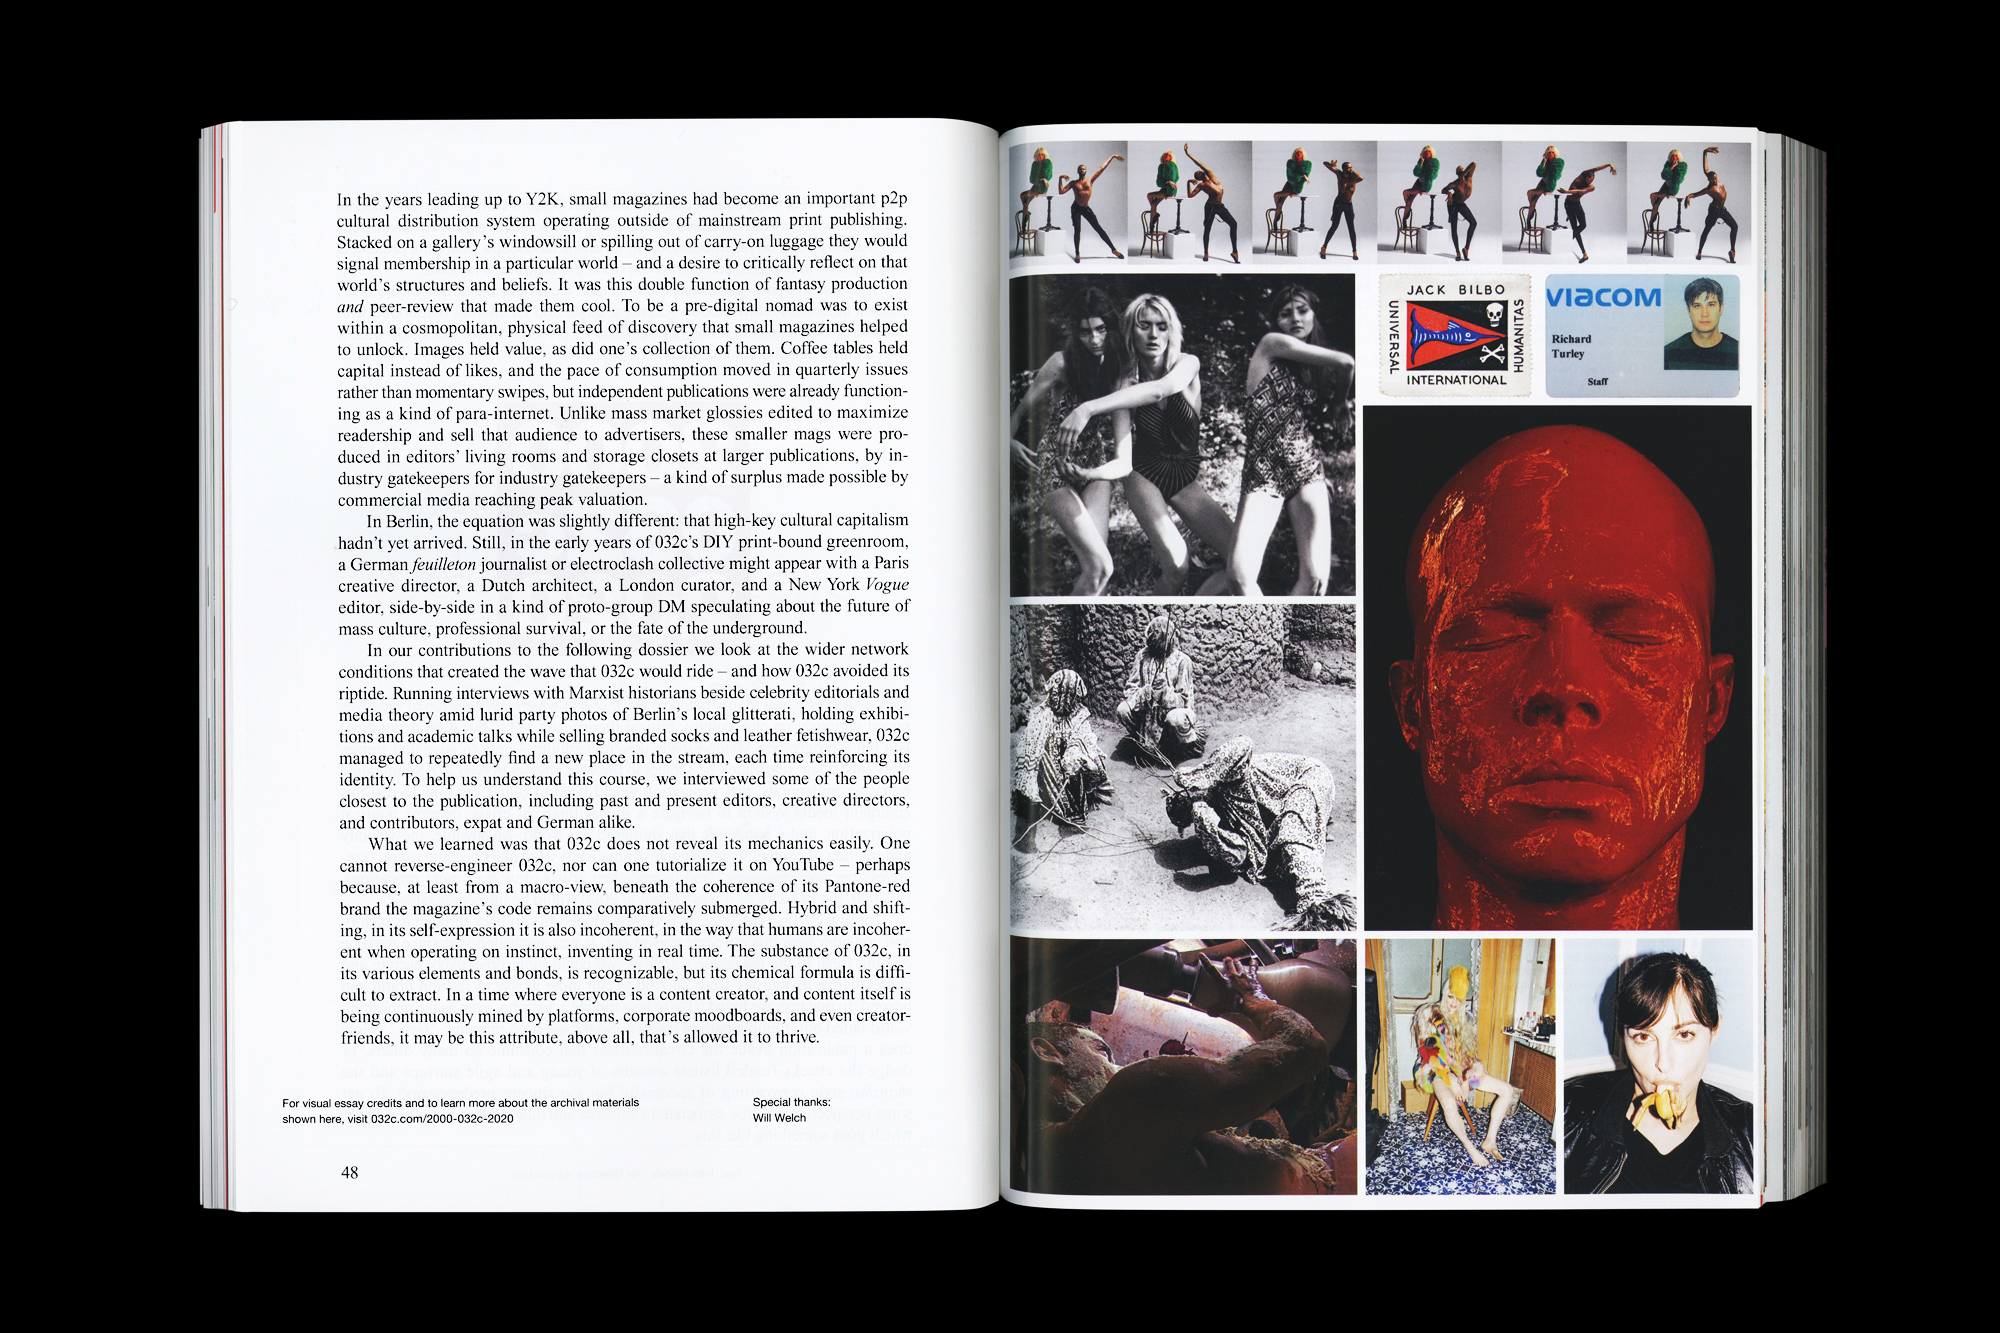 In the years leading up to Y2K, small magazines had become an important p2p
cultural distribution system operating outside of mainstream print publishing.
Stacked on a gallery's windowsill or spilling out of carry-on luggage they would
signal membership in a particular world – and a desire to critically reflect on that
world's structures and beliefs. It was this double function of fantasy production
and peer-review that made them cool. To be a pre-digital nomad was to exist
within a cosmopolitan, physical feed of discovery that small magazines helped
to unlock. Images held value, as did one's collection of them. Coffee tables held
capital instead of likes, and the pace of consumption moved in quarterly issues
rather than momentary swipes, but independent publications were already function-
ing as a kind of para-internet. Unlike mass market glossies edited to maximize
readership and sell that audience to advertisers, these smaller mags were pro-
duced in editors' living rooms and storage closets at larger publications, by in-
dustry gatekeepers for industry gatekeepers – a kind of surplus made possible by
commercial media reaching peak valuation.
In Berlin, the equation was slightly different: that high-key cultural capitalism
hadn't yet arrived. Still, in the early years of 032c's DIY print-bound greenroom,
a German feuilleton journalist or electroclash collective might appear with a Paris
creative director, a Dutch architect, a London curator, and a New York Vogue
editor, side-by-side in a kind of proto-group DM speculating about the future of
mass culture, professional survival, or the fate of the underground.
In our contributions to the following dossier we look at the wider network
conditions that created the wave that 032c would ride – and how 032c avoided its
riptide. Running interviews with Marxist historians beside celebrity editorials and
media theory amid lurid party photos of Berlin's local glitterati, holding exhibi-
tions and academic talks while selling branded socks and leather fetishwear, 032c
managed to repeatedly find a new place in the stream, each time reinforcing its
identity. To help us understand this course, we interviewed some of the people
closest to the publication, including past and present editors, creative directors,
and contributors, expat and German alike.
What we learned was that 032c does not reveal its mechanics easily. One
cannot reverse-engineer 032c, nor can one tutorialize it on YouTube – perhaps
because, at least from a macro-view, beneath the coherence of its Pantone-red
brand the magazine's code remains comparatively submerged. Hybrid and shift-
ing, in its self-expression it is also incoherent, in the way that humans are incoher-
ent when operating on instinct, inventing in real time. The substance of 032c, in
its various elements and bonds, is recognizable, but its chemical formula is diffi-
cult to extract. In a time where everyone is a content creator, and content itself is
being continuously mined by platforms, corporate moodboards, and even creator-
friends, it may be this attribute, above all, that's allowed it to thrive.
For visual essay credits and to learn more about the archival materials
shown here, visit 032c.com/2000-032c-2020
Special thanks:
Will Welch
48
JACK BILBO
UNIVERSAL
HUMANITAS
INTERNATIONAL
VIACOM
Richard
Turley
Staff